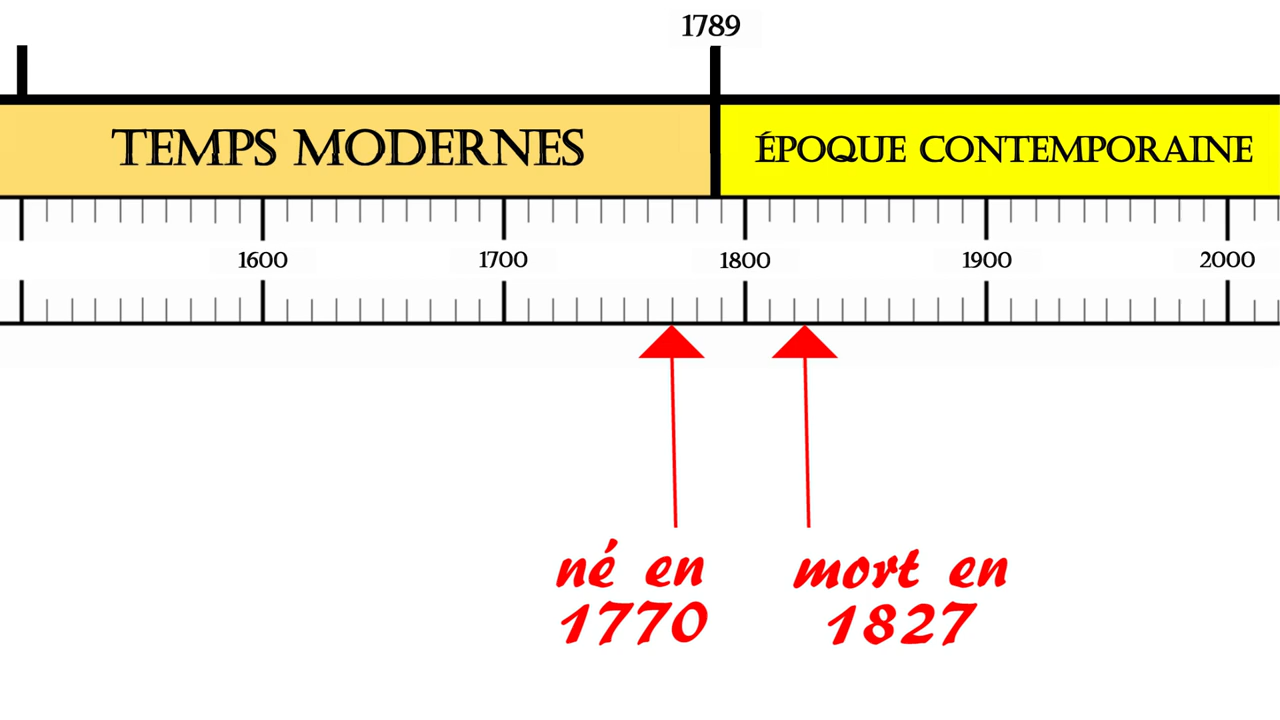 1789
TEMPS MODERNES
ÉPOQUE CONTEMPORAINE
1600
1700
1800
1900
2000
né en
1770
mort en
1827